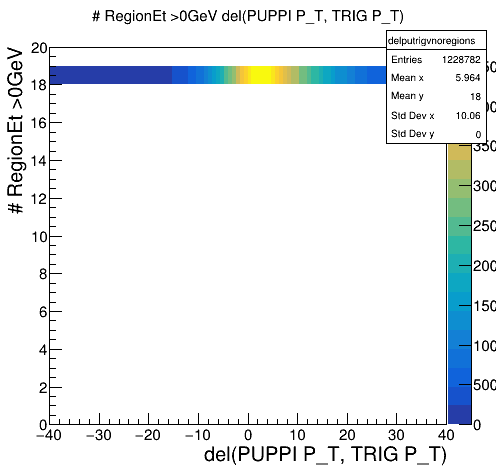 # RegionEt >0GeV del(PUPPI P_T, TRIG P_T)
delputrigvnoregions
Entries 1228782
Mean x 5.964
Mean y 18
Std Dev x 10.06
Std Dev y 0
# RegionEt >0GeV
20
18
16
14
12
10
8
6
4
2
0
−40 −30 −20 −10 0 10 20 30 40
del(PUPPI P_T, TRIG P_T)
500
0